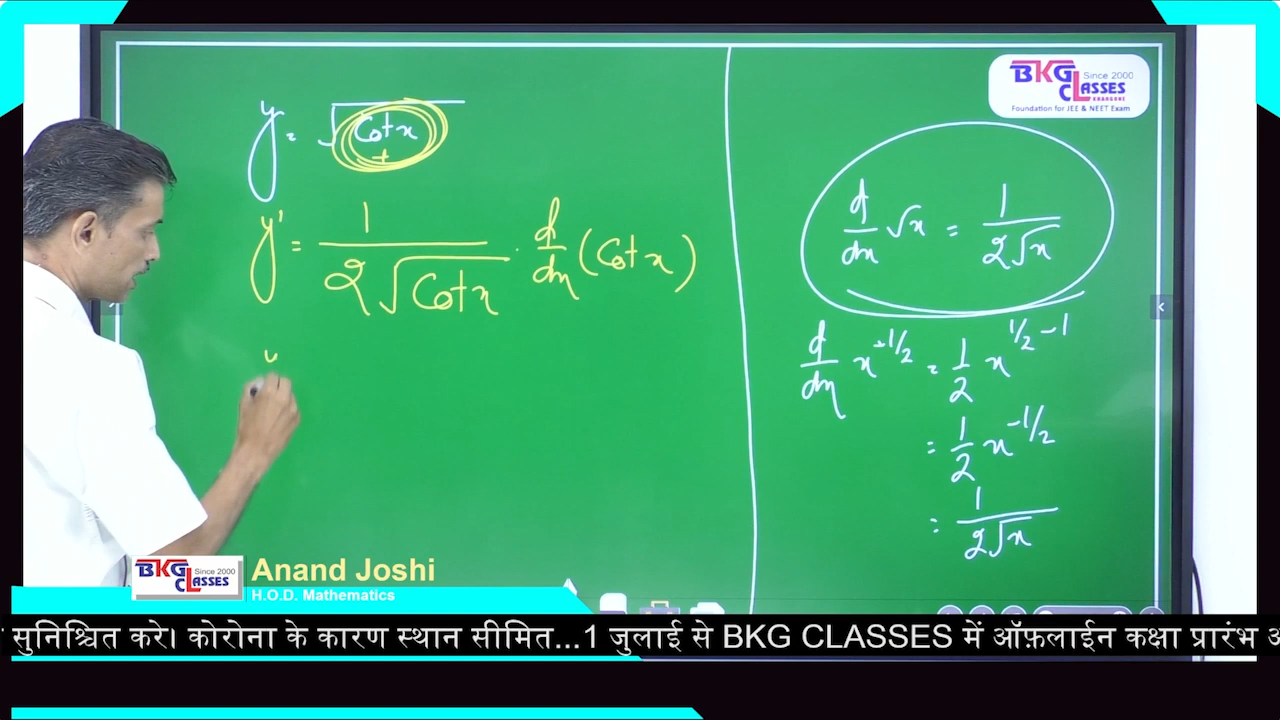 y = √Cot x
y' = 1 / 2√Cot x · d/dx (Cot x)
y
BKG CLASSES Since 2000
KHARGONE
Foundation for JEE & NEET Exam
d/dx √x = 1 / 2√x
d/dx x^{+1/2} = 1/2 x^{1/2 - 1}
= 1/2 x^{-1/2}
= 1 / 2√x
BKG CLASSES Since 2000
Anand Joshi
H.O.D. Mathematics
सुनिश्चित करे। कोरोना के कारण स्थान सीमित...1 जुलाई से BKG CLASSES में ऑफ़लाईन कक्षा प्रारंभ